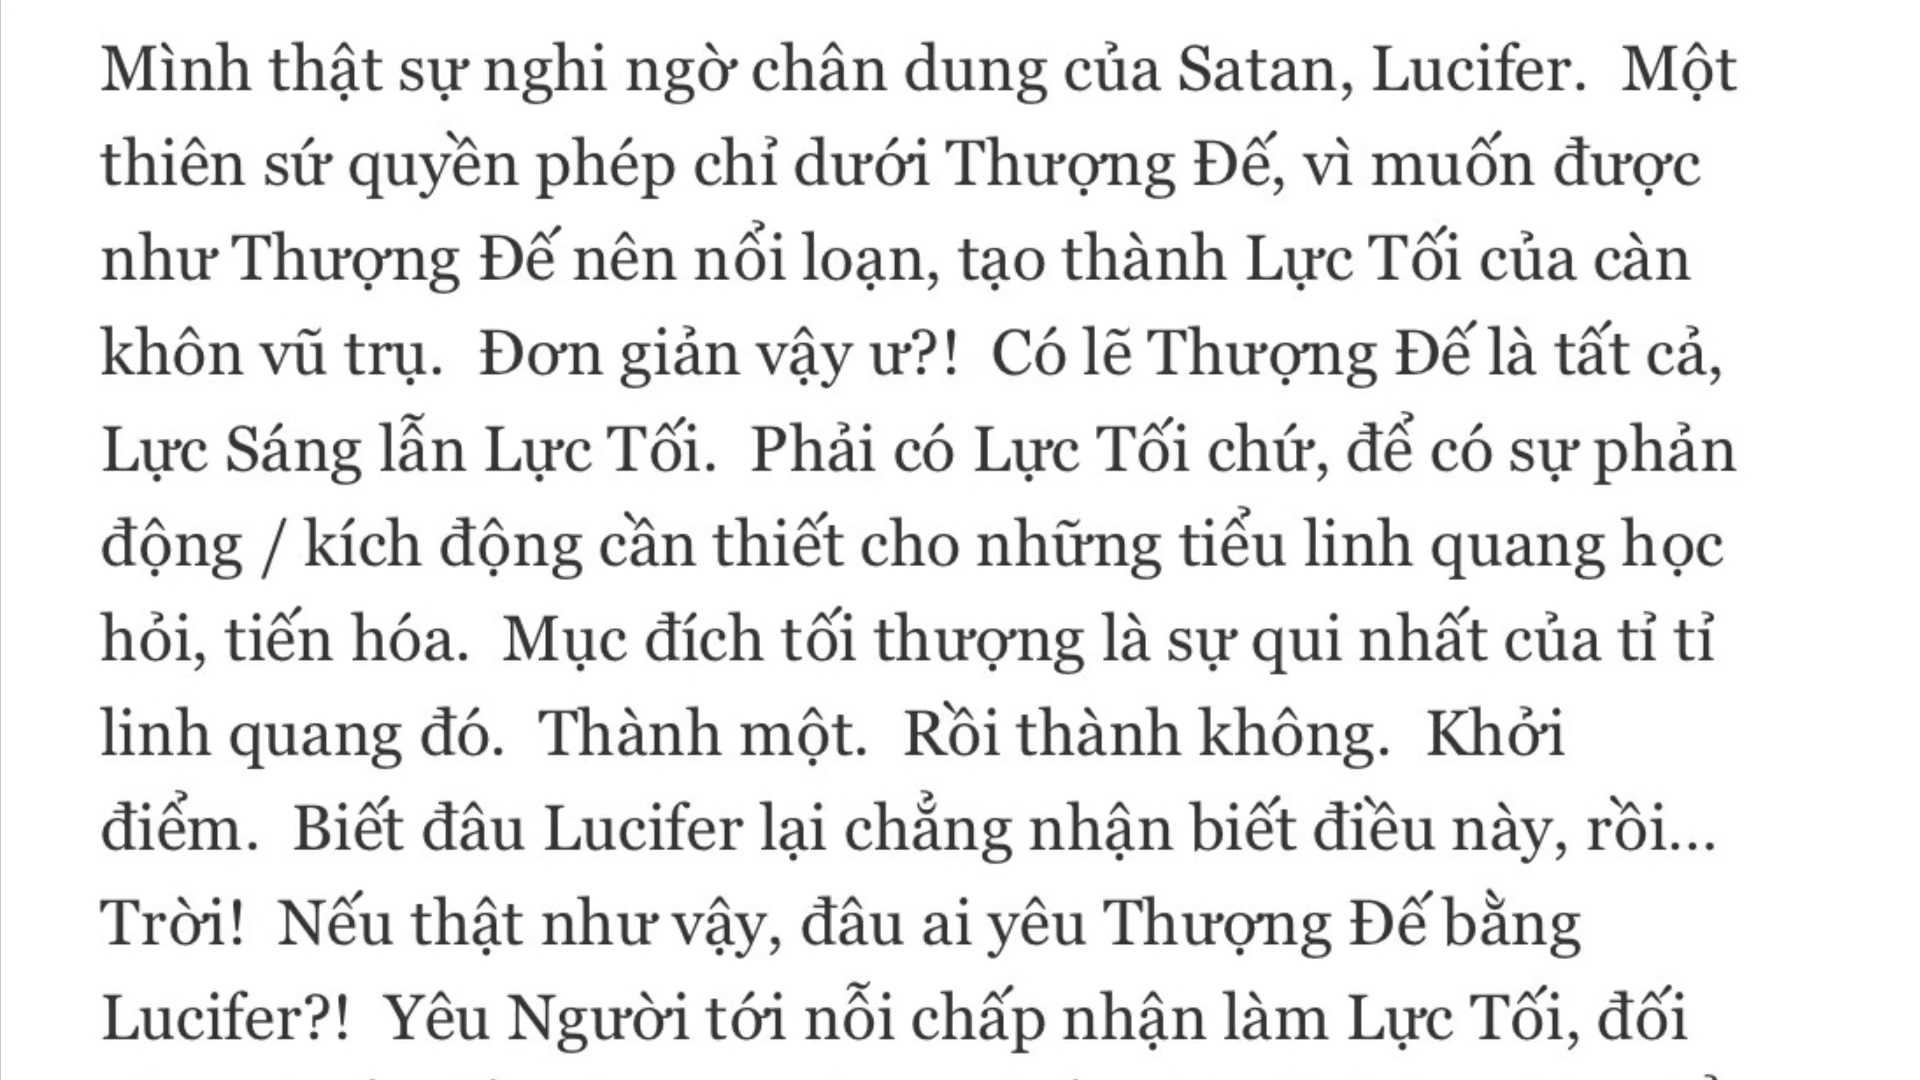 Mình thật sự nghi ngờ chân dung của Satan, Lucifer.  Một
thiên sứ quyền phép chỉ dưới Thượng Đế, vì muốn được
như Thượng Đế nên nổi loạn, tạo thành Lực Tối của càn
khôn vũ trụ.  Đơn giản vậy ư?!  Có lẽ Thượng Đế là tất cả,
Lực Sáng lẫn Lực Tối.  Phải có Lực Tối chứ, để có sự phản
động / kích động cần thiết cho những tiểu linh quang học
hỏi, tiến hóa.  Mục đích tối thượng là sự qui nhất của tỉ tỉ
linh quang đó.  Thành một.  Rồi thành không.  Khởi
điểm.  Biết đâu Lucifer lại chẳng nhận biết điều này, rồi...
Trời!  Nếu thật như vậy, đâu ai yêu Thượng Đế bằng
Lucifer?!  Yêu Người tới nỗi chấp nhận làm Lực Tối, đối